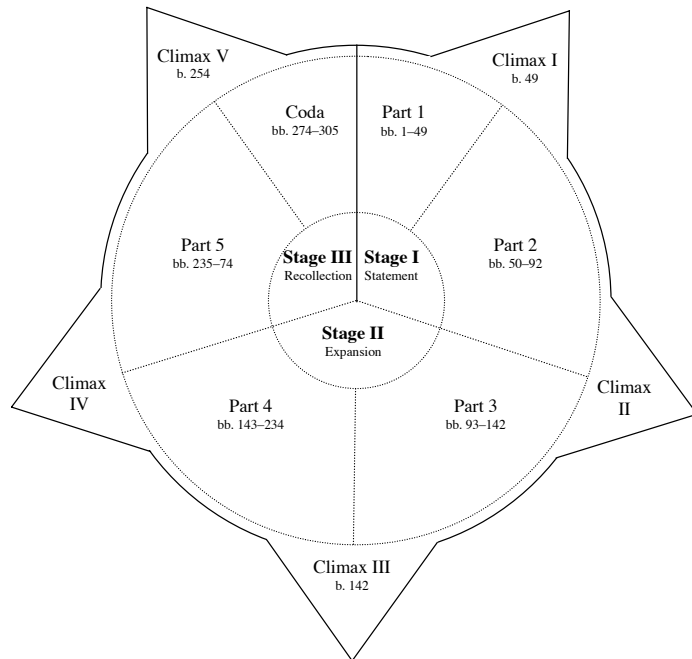 Climax V
b. 254
Climax I
b. 49
Coda
bb. 274–305
Part 1
bb. 1–49
Part 5
bb. 235–74
Stage III
Recollection
Stage I
Statement
Part 2
bb. 50–92
Stage II
Expansion
Climax
IV
Climax
II
Part 4
bb. 143–234
Part 3
bb. 93–142
Climax III
b. 142